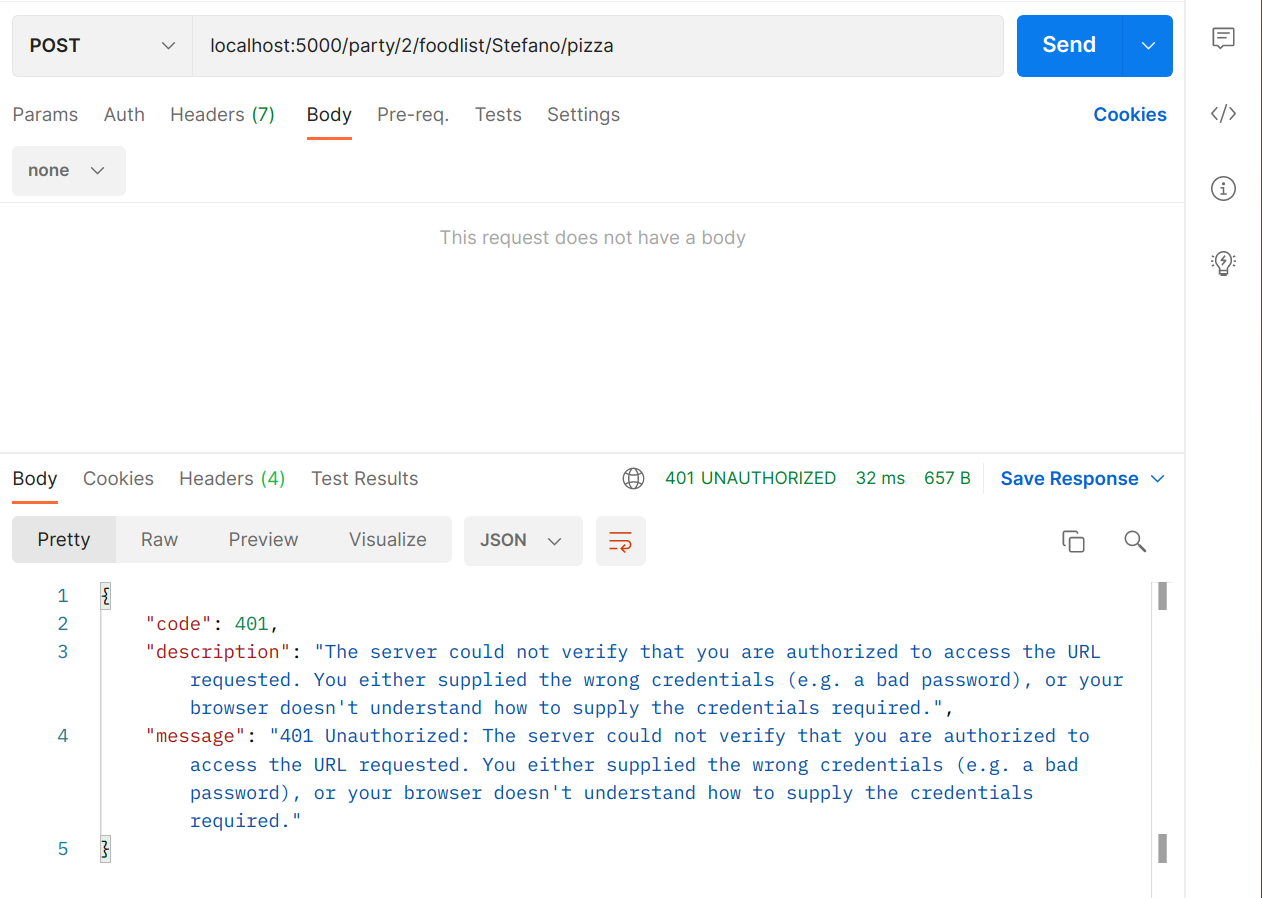 POST localhost:5000/party/2/foodlist/Stefano/pizza Send
Params Auth Headers (7) Body Pre-req. Tests Settings Cookies
none
This request does not have a body
Body Cookies Headers (4) Test Results 401 UNAUTHORIZED 32 ms 657 B Save Response
Pretty Raw Preview Visualize JSON
1 {
2 "code": 401,
3 "description": "The server could not verify that you are authorized to access the URL
requested. You either supplied the wrong credentials (e.g. a bad password), or your
browser doesn't understand how to supply the credentials required.",
4 "message": "401 Unauthorized: The server could not verify that you are authorized to
access the URL requested. You either supplied the wrong credentials (e.g. a bad
password), or your browser doesn't understand how to supply the credentials
required."
5 }